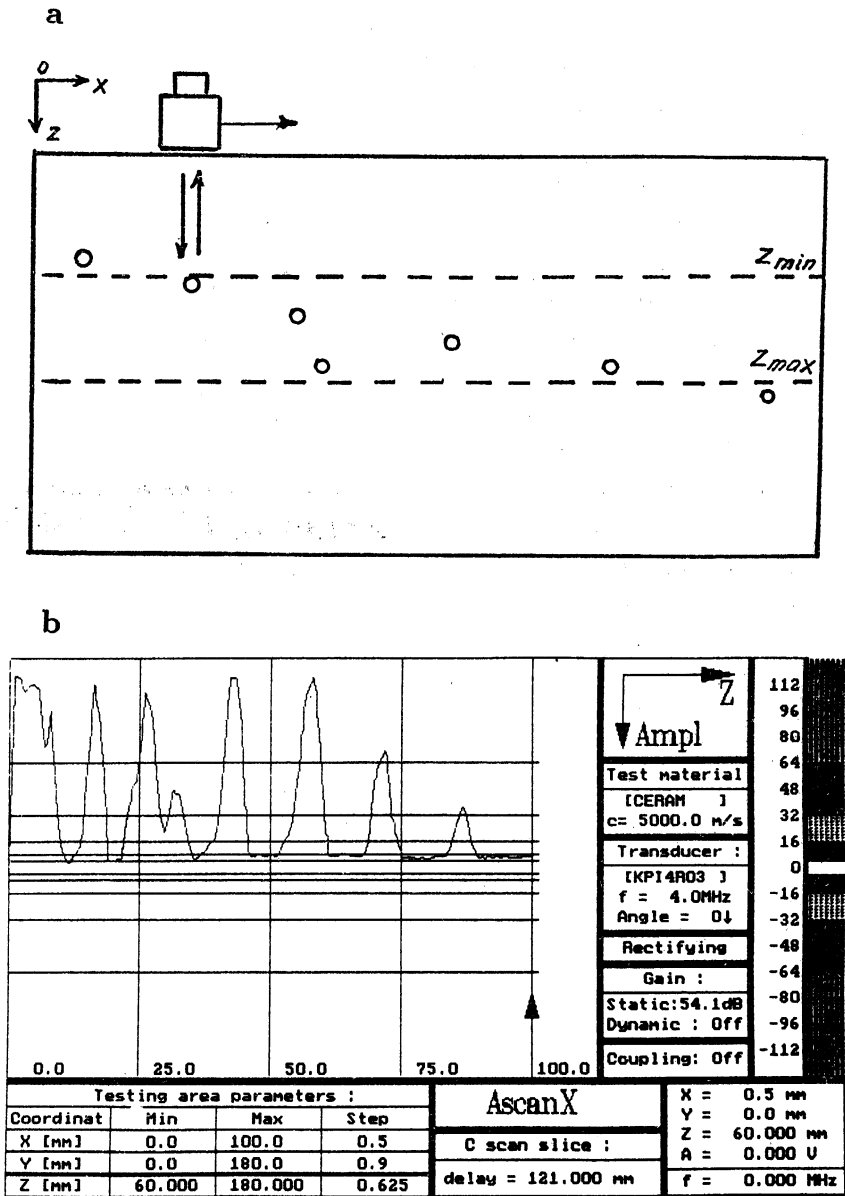 a
0
X
Z
Zmin
Zmax
b
Z
Ampl
Test material
[CERAM ]
c= 5000.0 m/s
Transducer :
[KPI4R03 ]
f = 4.0MHz
Angle = 0↓
Rectifying
Gain :
Static:54.1dB
Dynamic : Off
Coupling: Off
112
96
80
64
48
32
16
0
-16
-32
-48
-64
-80
-96
-112
0.0 25.0 50.0 75.0 100.0
Testing area parameters :
Coordinat Min Max Step
X [mm] 0.0 100.0 0.5
Y [mm] 0.0 180.0 0.9
Z [mm] 60.000 180.000 0.625
AscanX
C scan slice :
delay = 121.000 mm
X = 0.5 mm
Y = 0.0 mm
Z = 60.000 mm
A = 0.000 V
f = 0.000 MHz